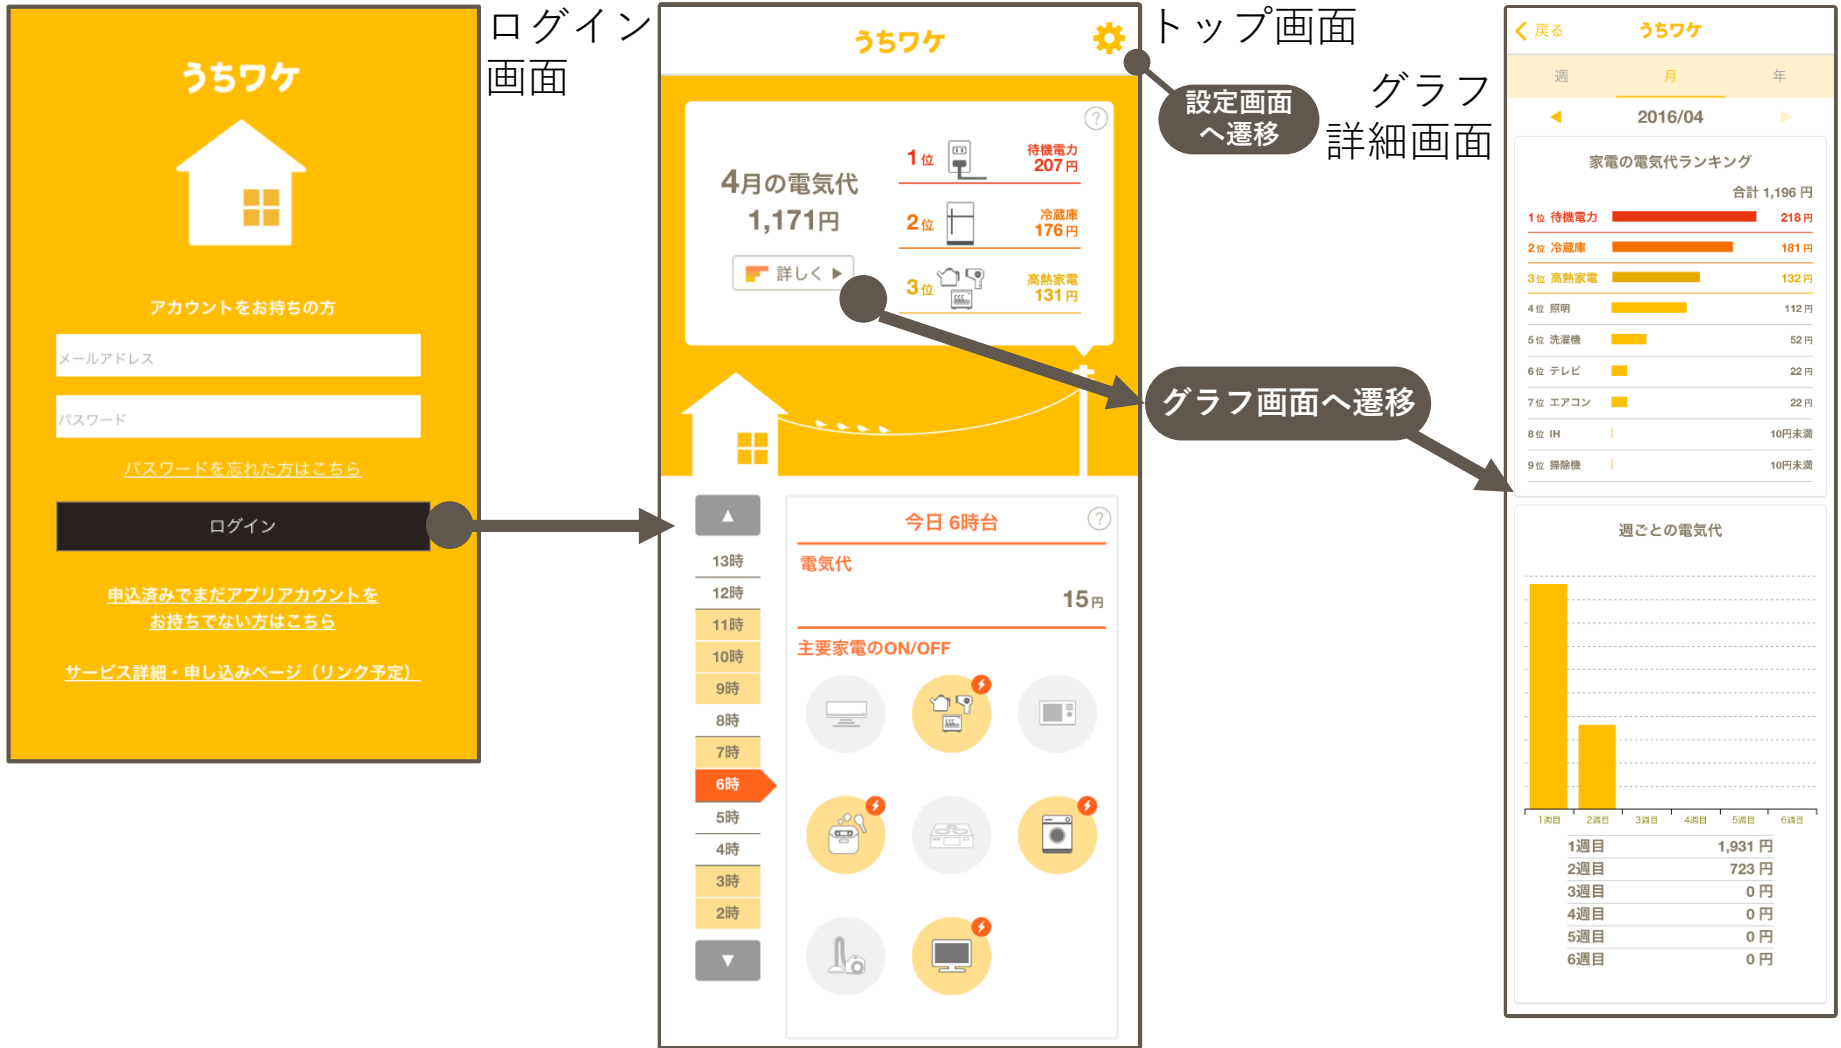 ログイン
画面
うちワケ
アカウントをお持ちの方
メールアドレス
パスワード
パスワードを忘れた方はこちら
ログイン
申込済みでまだアプリアカウントを
お持ちでない方はこちら
サービス詳細・申し込みページ（リンク予定）
トップ画面
うちワケ
設定画面
へ遷移
?
4月の電気代
1,171円
詳しく ▶
1位 待機電力 207円
2位 冷蔵庫 176円
3位 高熱家電 131円
グラフ画面へ遷移
▲
13時
12時
11時
10時
9時
8時
7時
6時
5時
4時
3時
2時
▼
今日 6時台
?
電気代
15円
主要家電のON/OFF
グラフ
詳細画面
戻る うちワケ
週 月 年
◀ 2016/04 ▶
家電の電気代ランキング
合計 1,196 円
1位 待機電力 218円
2位 冷蔵庫 181円
3位 高熱家電 132円
4位 照明 112円
5位 洗濯機 52円
6位 テレビ 22円
7位 エアコン 22円
8位 IH 10円未満
9位 掃除機 10円未満
週ごとの電気代
1週目 2週目 3週目 4週目 5週目 6週目
1週目 1,931 円
2週目 723 円
3週目 0 円
4週目 0 円
5週目 0 円
6週目 0 円